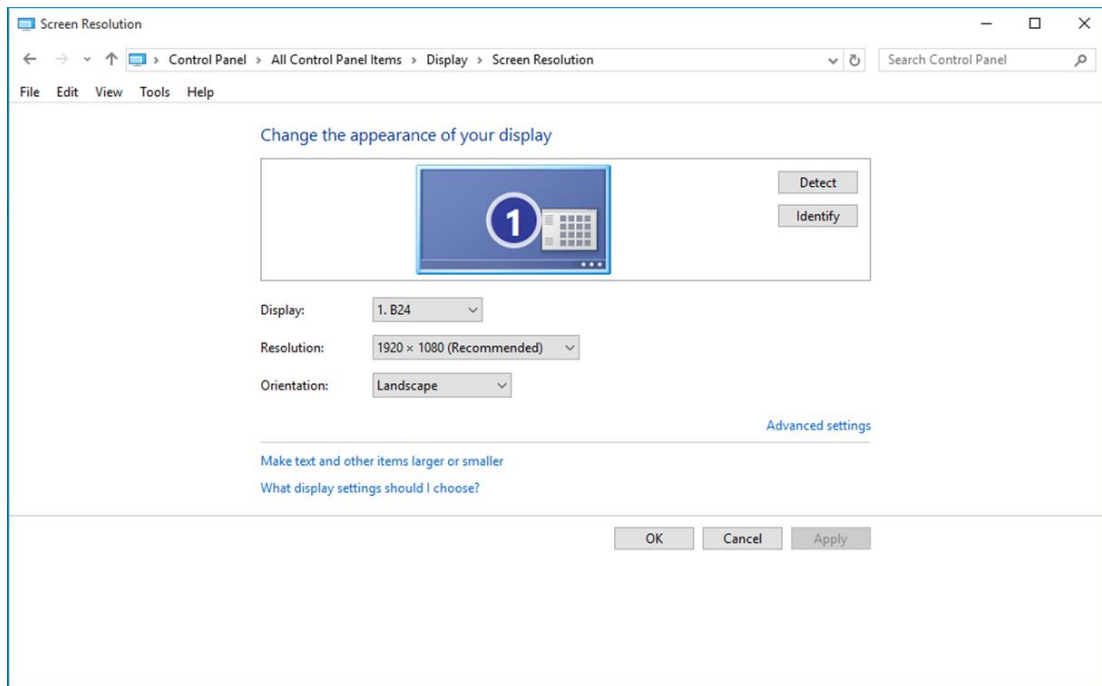 Screen Resolution
Control Panel > All Control Panel Items > Display > Screen Resolution
Search Control Panel
File Edit View Tools Help
Change the appearance of your display
1
Detect
Identify
Display: 1. B24
Resolution: 1920 × 1080 (Recommended)
Orientation: Landscape
Advanced settings
Make text and other items larger or smaller
What display settings should I choose?
OK Cancel Apply